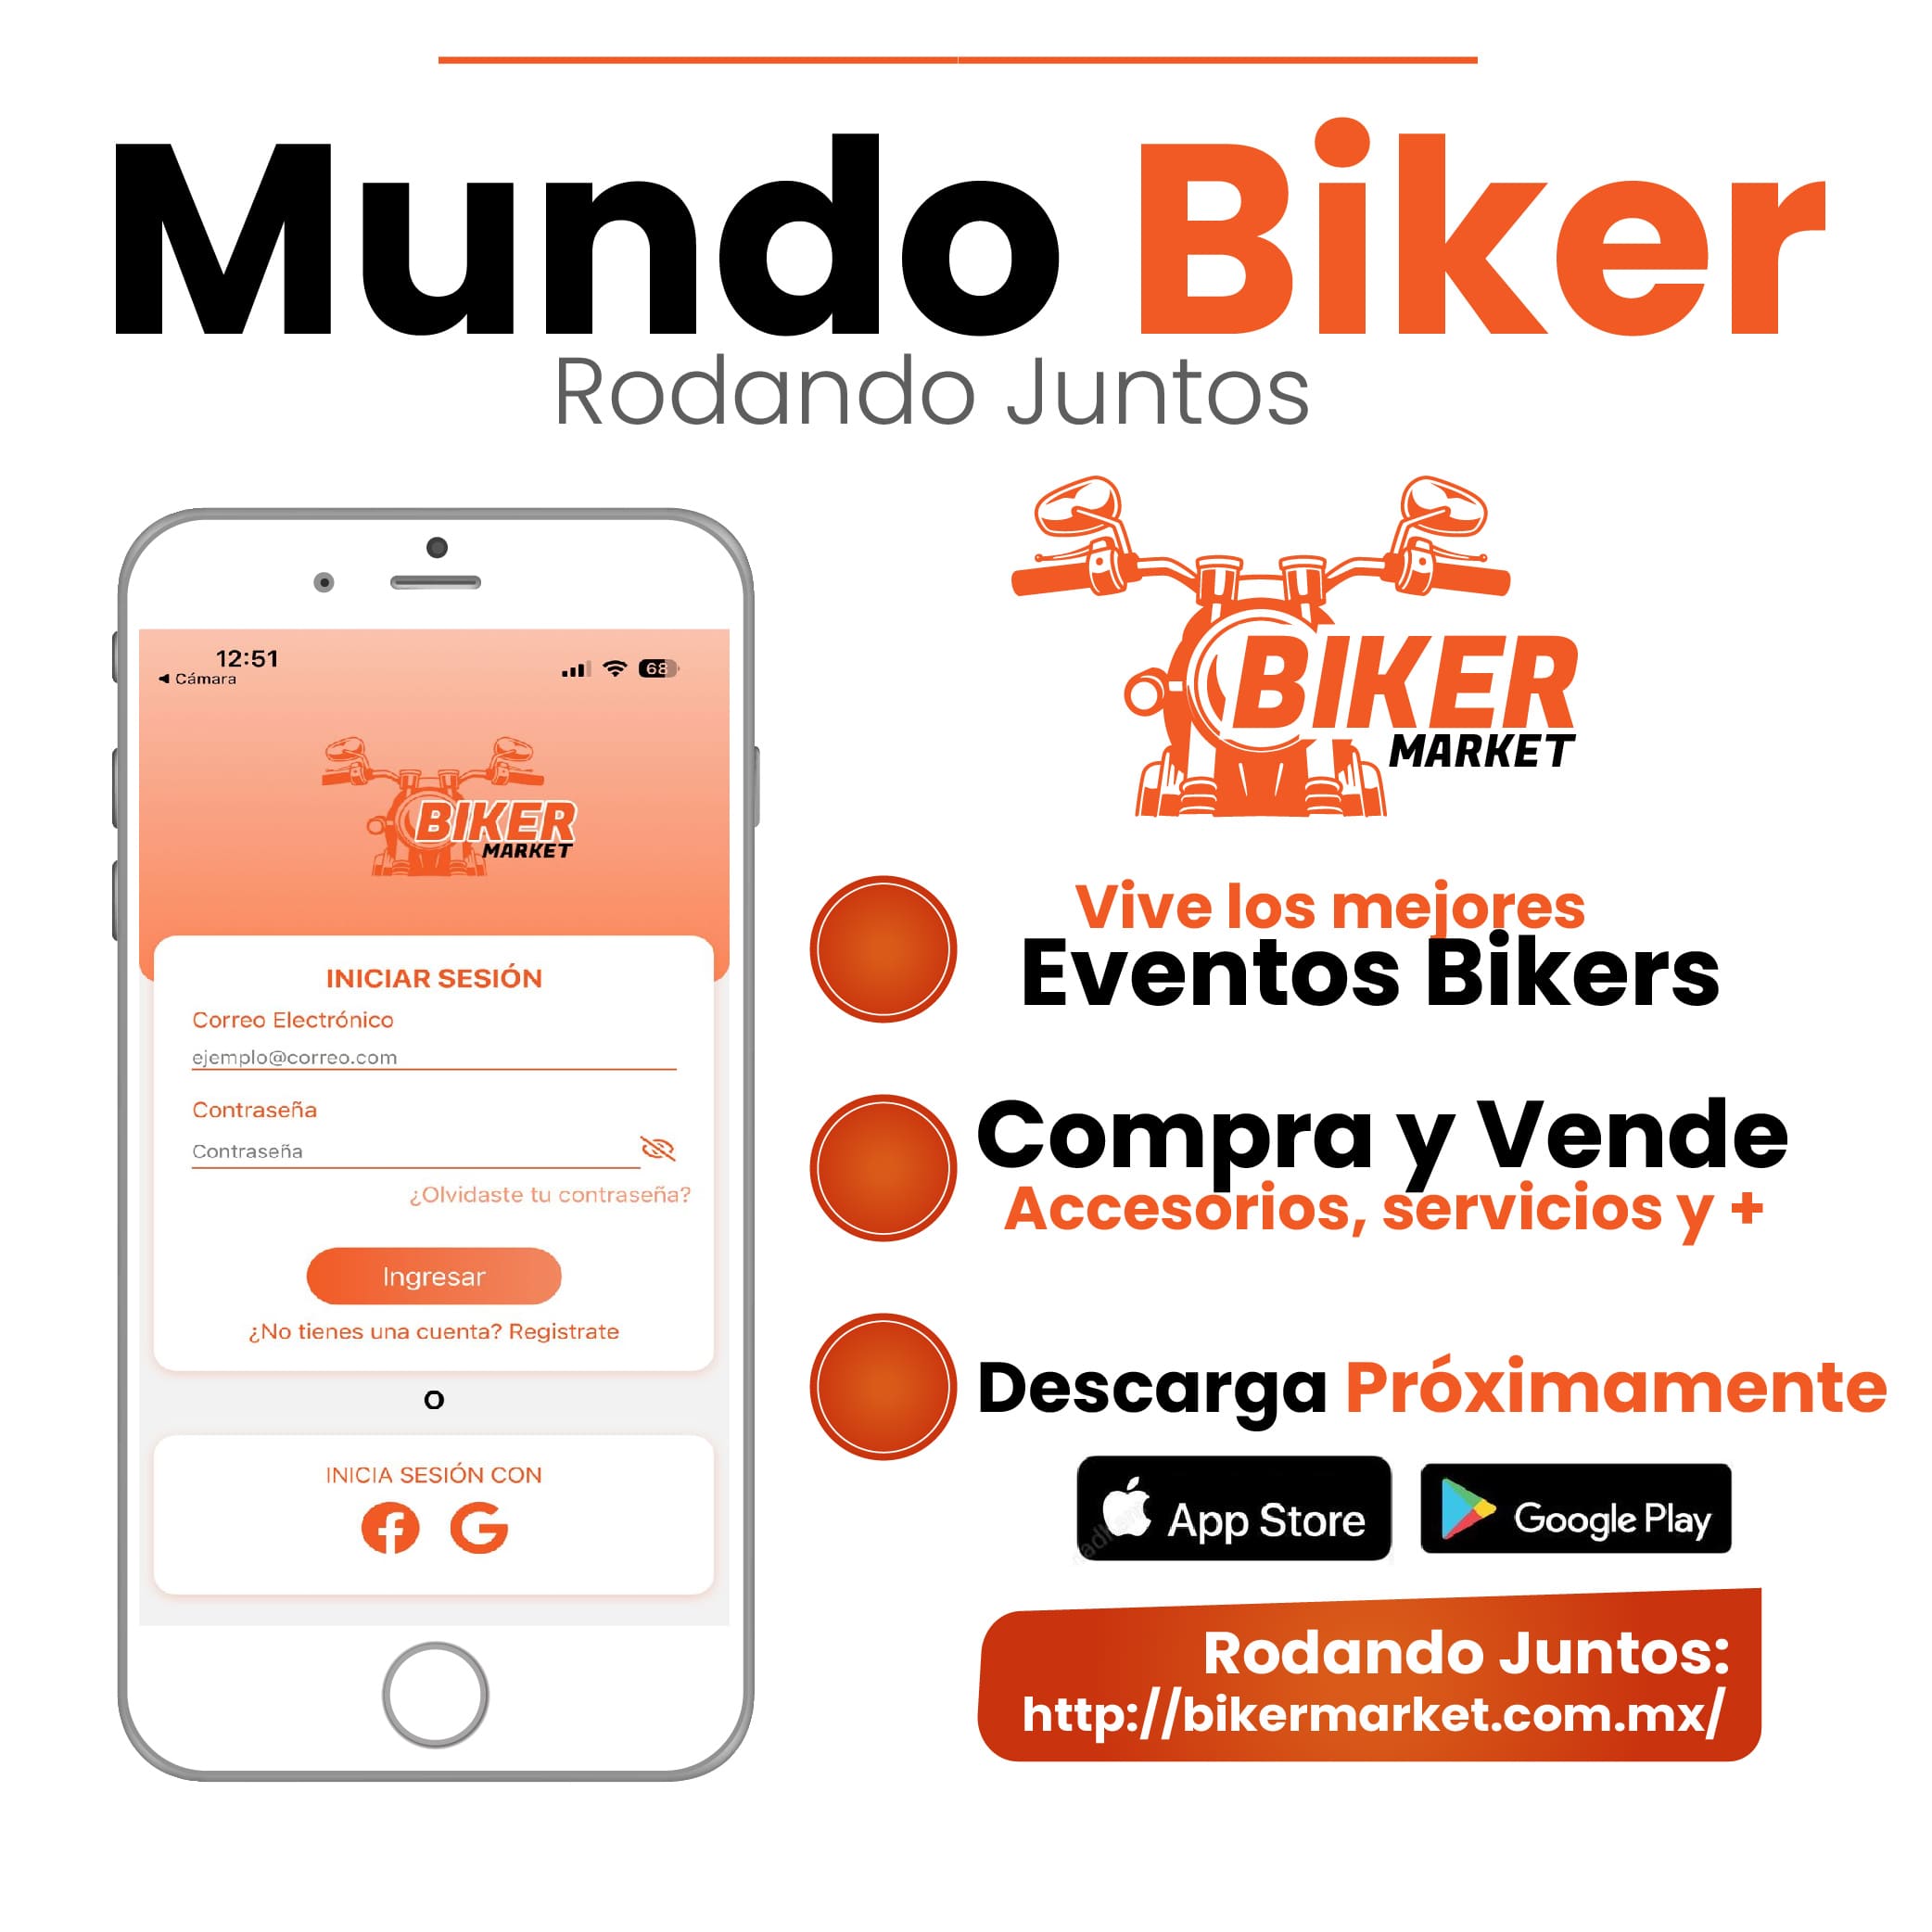 Mundo Biker
Rodando Juntos
12:51
Cámara
68
BIKER
MARKET
INICIAR SESIÓN
Correo Electrónico
ejemplo@correo.com
Contraseña
Contraseña
¿Olvidaste tu contraseña?
Ingresar
¿No tienes una cuenta? Registrate
O
INICIA SESIÓN CON
BIKER
MARKET
Vive los mejores
Eventos Bikers
Compra y Vende
Accesorios, servicios y +
Descarga Próximamente
App Store
Google Play
Rodando Juntos:
http://bikermarket.com.mx/